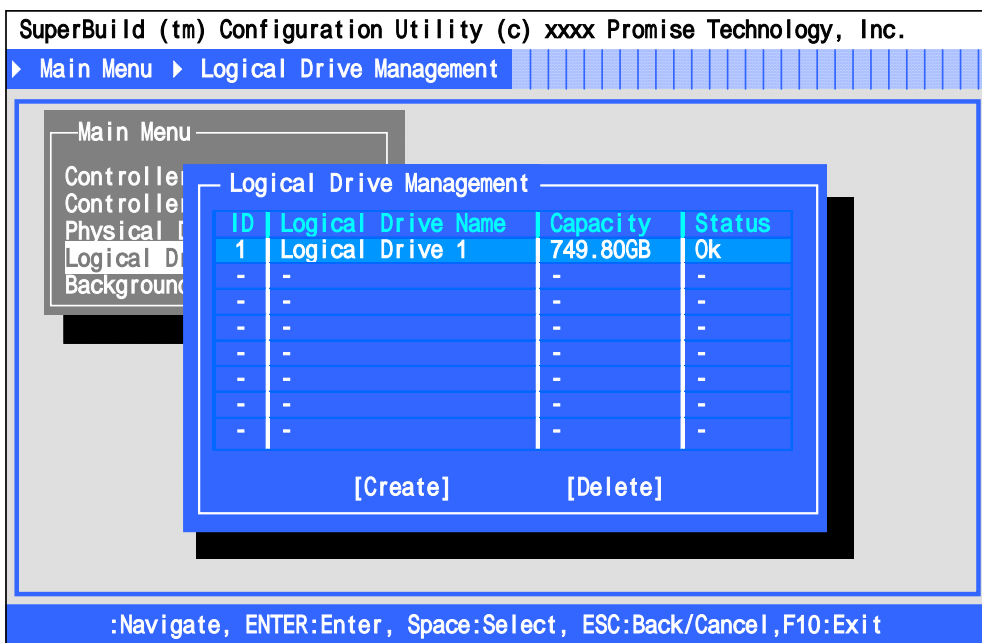 SuperBuild (tm) Configuration Utility (c) xxxx Promise Technology, Inc.
Main Menu Logical Drive Management
Main Menu
Controller
Controller
Physical D
Logical Dr
Background
Logical Drive Management
ID Logical Drive Name Capacity Status
1 Logical Drive 1 749.80GB Ok
- - - -
- - - -
- - - -
- - - -
- - - -
- - - -
- - - -
[Create] [Delete]
:Navigate, ENTER:Enter, Space:Select, ESC:Back/Cancel,F10:Exit